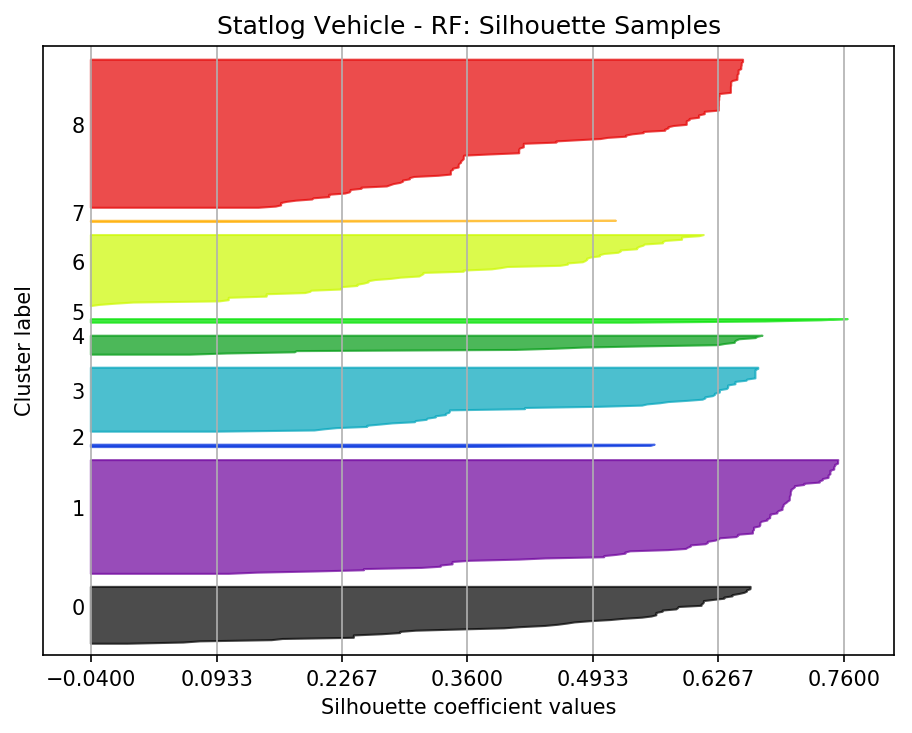 Statlog Vehicle - RF: Silhouette Samples
8
7
6
5
4
3
2
1
0
Cluster label
−0.0400 0.0933 0.2267 0.3600 0.4933 0.6267 0.7600
Silhouette coefficient values